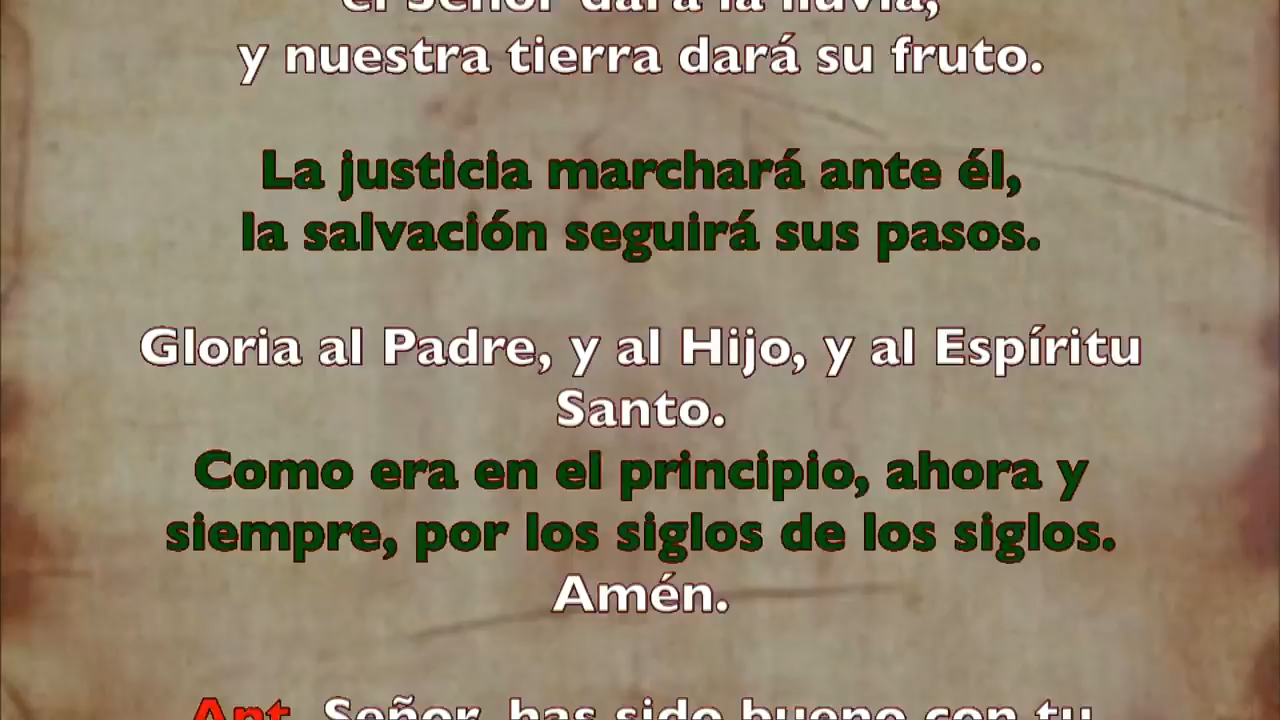 el Señor dará la lluvia,
y nuestra tierra dará su fruto.
La justicia marchará ante él,
la salvación seguirá sus pasos.
Gloria al Padre, y al Hijo, y al Espíritu
Santo.
Como era en el principio, ahora y
siempre, por los siglos de los siglos.
Amén.
Ant. Señor, has sido bueno con tu